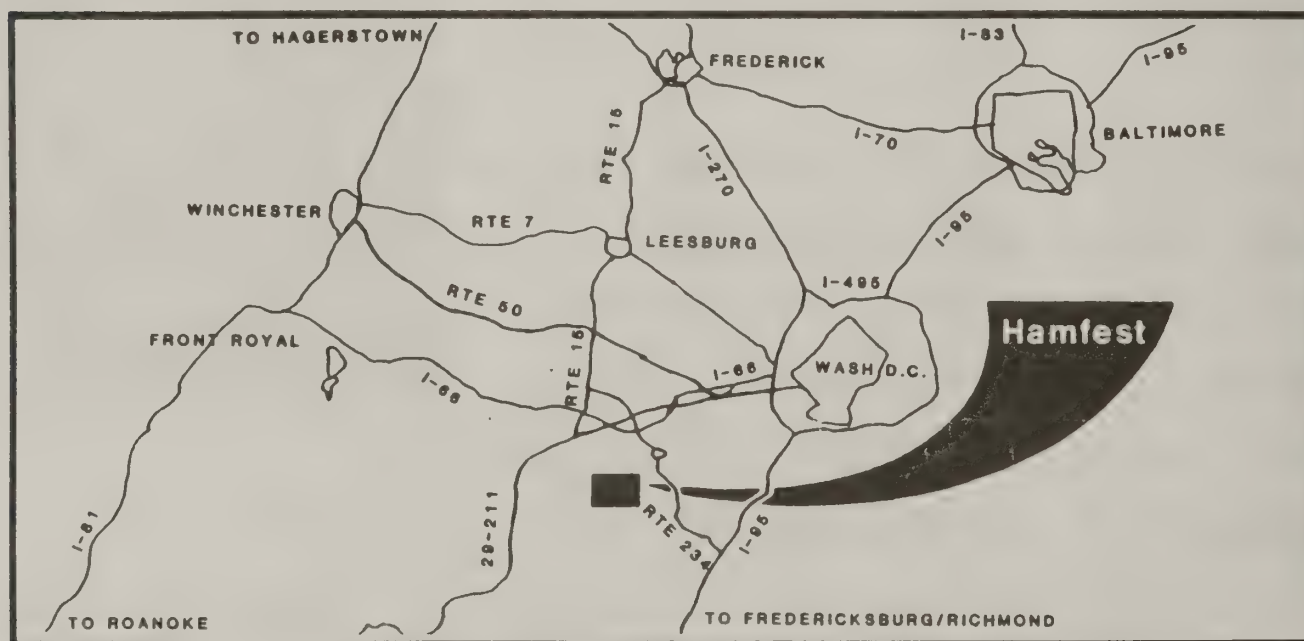 TO HAGERSTOWN
I-83
I-95
FREDERICK
I-70
BALTIMORE
RTE 15
I-270
WINCHESTER
RTE 7
LEESBURG
I-95
I-495
RTE 50
Hamfest
FRONT ROYAL
RTE 15
I-66
WASH D.C.
I-66
I-81
29-211
RTE 234
I-95
TO ROANOKE
TO FREDERICKSBURG/RICHMOND